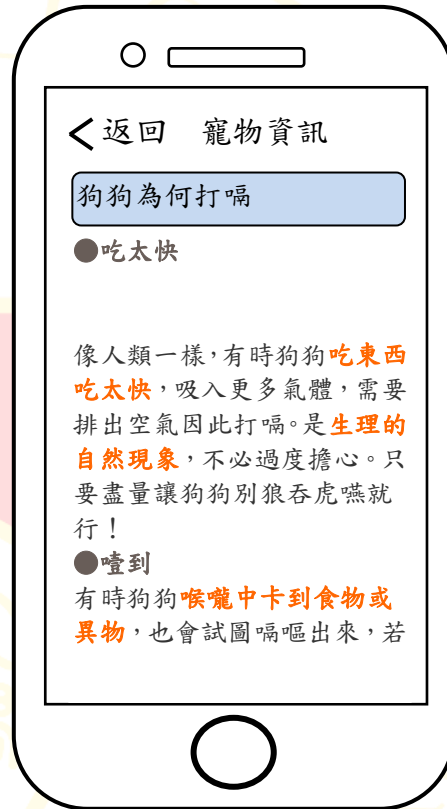 返回 寵物資訊
狗狗為何打嗝
●吃太快
像人類一樣，有時狗狗吃東西
吃太快，吸入更多氣體，需要
排出空氣因此打嗝。是生理的
自然現象，不必過度擔心。只
要盡量讓狗狗別狼吞虎嚥就
行！
●噎到
有時狗狗喉嚨中卡到食物或
異物，也會試圖嗝嘔出來，若